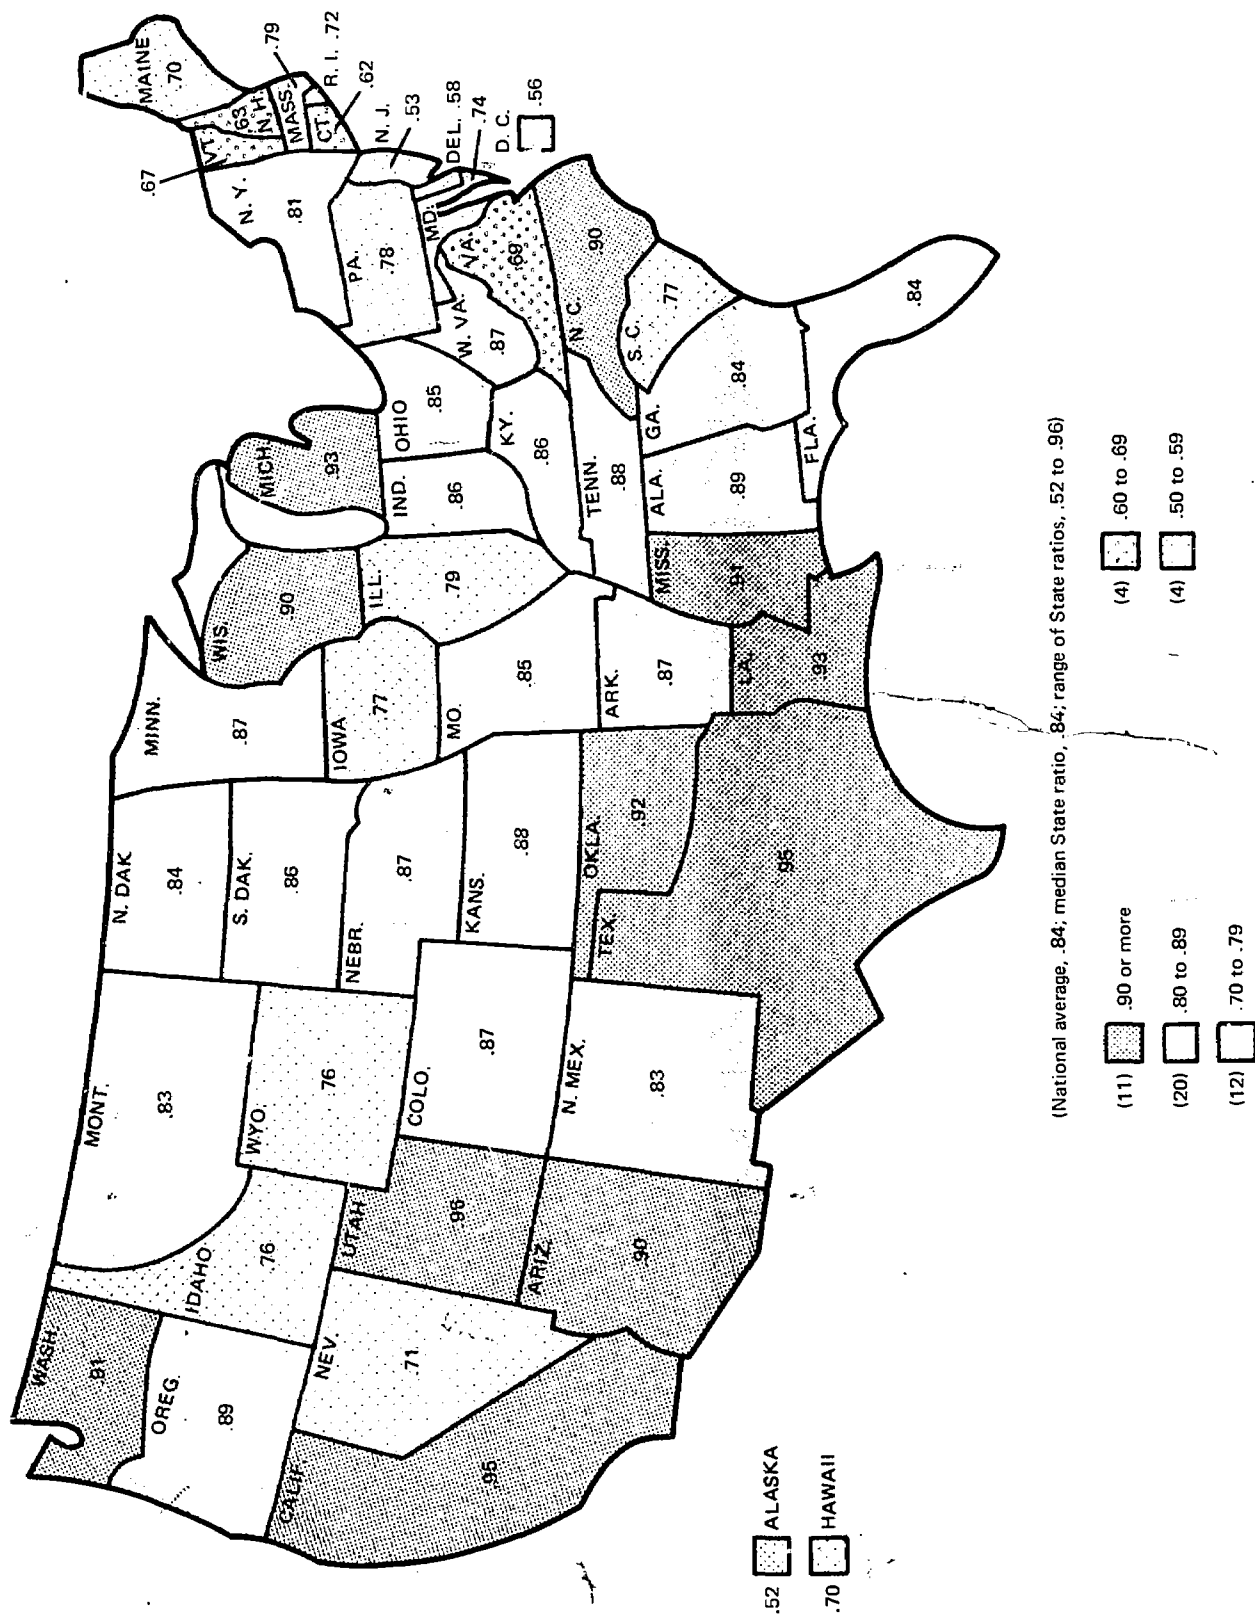 WASH.
.91
OREG.
.89
CALIF.
.95
NEV.
.71
IDAHO
.76
MONT.
.83
WYO.
.76
UTAH
.96
ARIZ.
.90
COLO.
.87
N. MEX.
.83
N. DAK.
.84
S. DAK.
.86
NEBR.
.87
KANS.
.88
OKLA.
.92
TEX.
MINN.
.87
IOWA
.77
MO.
.85
ARK.
.87
LA.
.93
WIS.
.90
ILL.
.79
MICH.
.93
IND.
.86
OHIO
.85
KY.
.86
TENN.
.88
MISS.
.91
ALA.
.89
GA.
.84
FLA.
.84
S. C.
.77
N. C.
.90
VA.
.69
W. VA.
.87
MD.
.74
D. C.
.56
DEL. .58
PA.
.78
N. J.
.53
N. Y.
.81
CT.
.62
R. I. .72
MASS.
.79
VT.
.67
N. H.
.63
MAINE
.70
.52 ALASKA
.70 HAWAII
(National average, .84; median State ratio, .84; range of State ratios, .52 to .96)
(11) .90 or more
(20) .80 to .89
(12) .70 to .79
(4) .60 to .69
(4) .50 to .59